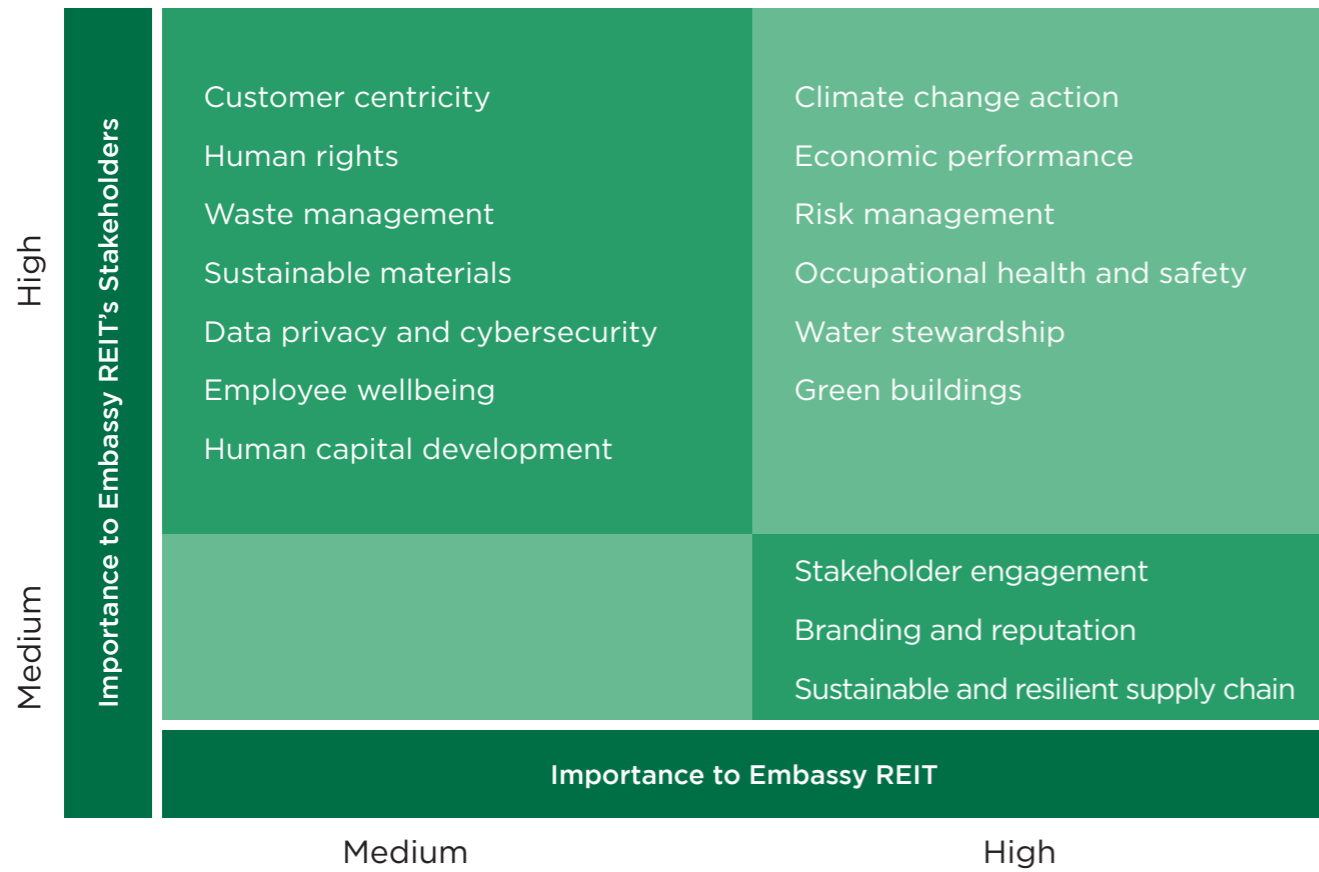 High
Medium
Importance to Embassy REIT’s Stakeholders
Customer centricity
Human rights
Waste management
Sustainable materials
Data privacy and cybersecurity
Employee wellbeing
Human capital development
Climate change action
Economic performance
Risk management
Occupational health and safety
Water stewardship
Green buildings
Stakeholder engagement
Branding and reputation
Sustainable and resilient supply chain
Importance to Embassy REIT
Medium
High